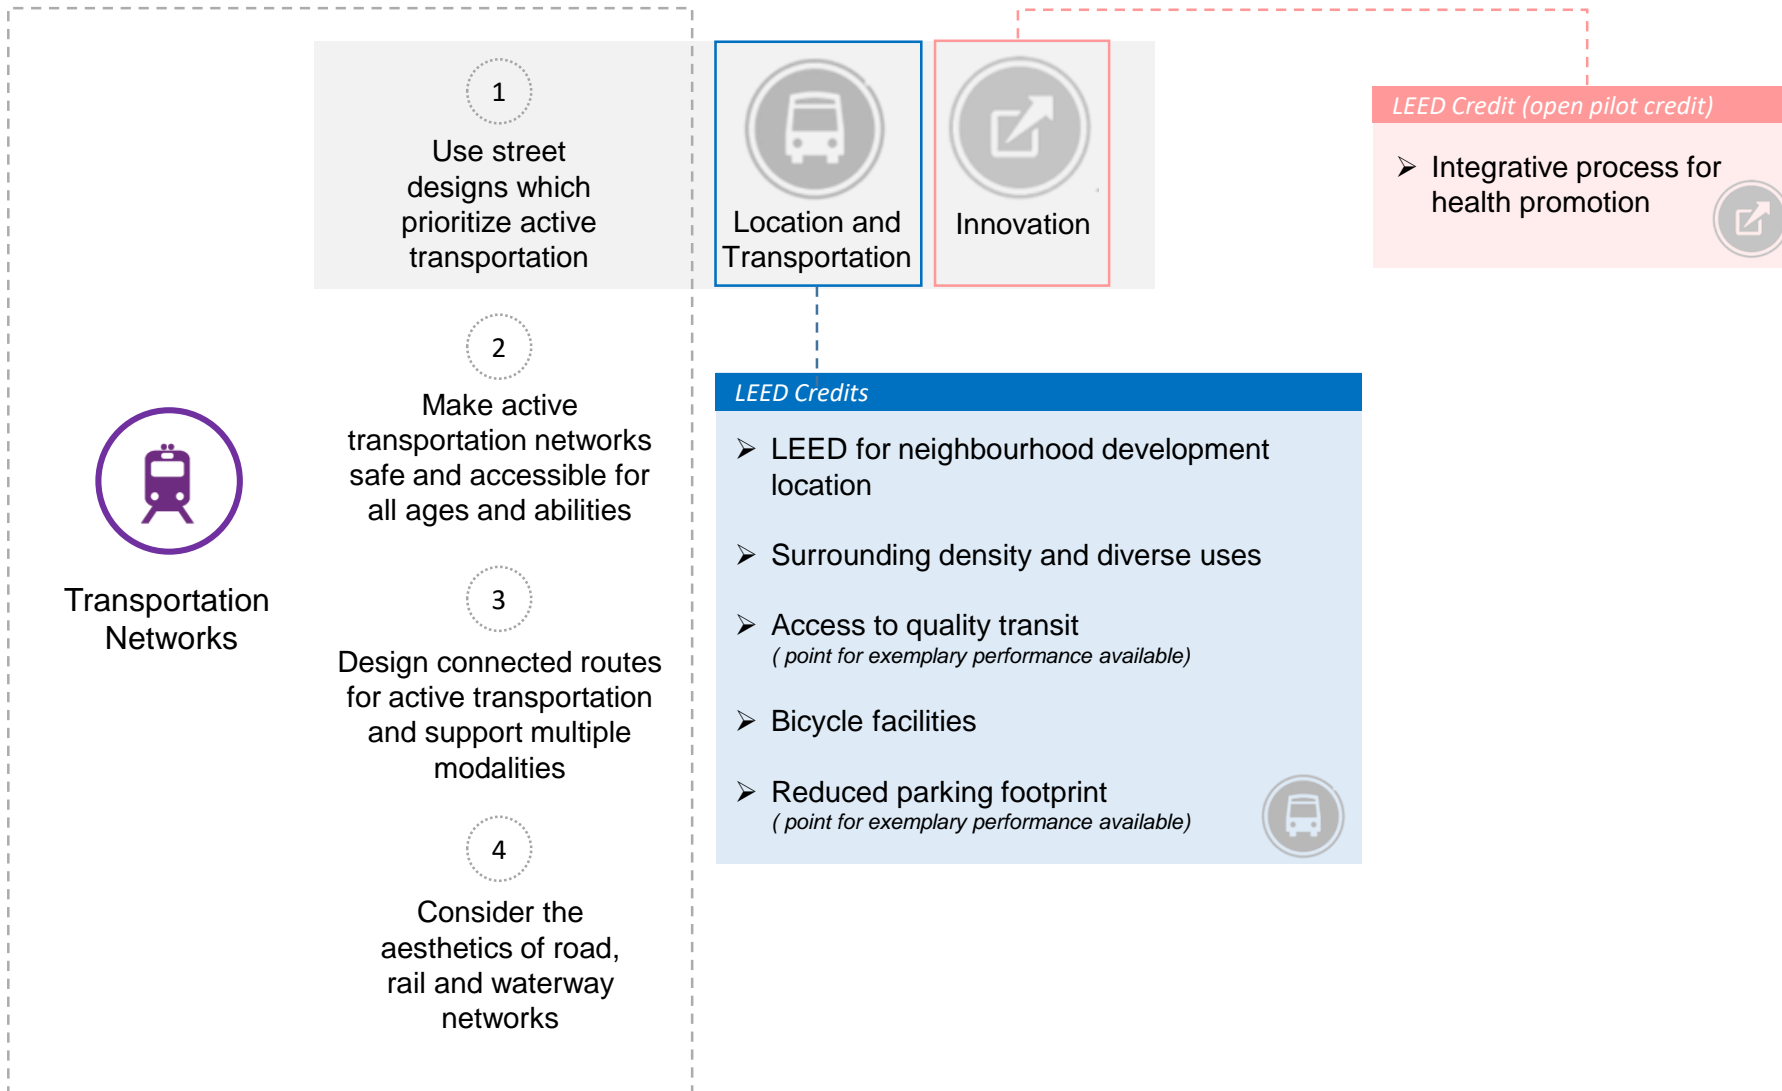 Transportation
Networks
1
Use street
designs which
prioritize active
transportation
2
Make active
transportation networks
safe and accessible for
all ages and abilities
3
Design connected routes
for active transportation
and support multiple
modalities
4
Consider the
aesthetics of road,
rail and waterway
networks
Location and
Transportation
Innovation
LEED Credits
➢ LEED for neighbourhood development
location
➢ Surrounding density and diverse uses
➢ Access to quality transit
( point for exemplary performance available)
➢ Bicycle facilities
➢ Reduced parking footprint
( point for exemplary performance available)
LEED Credit (open pilot credit)
➢ Integrative process for
health promotion